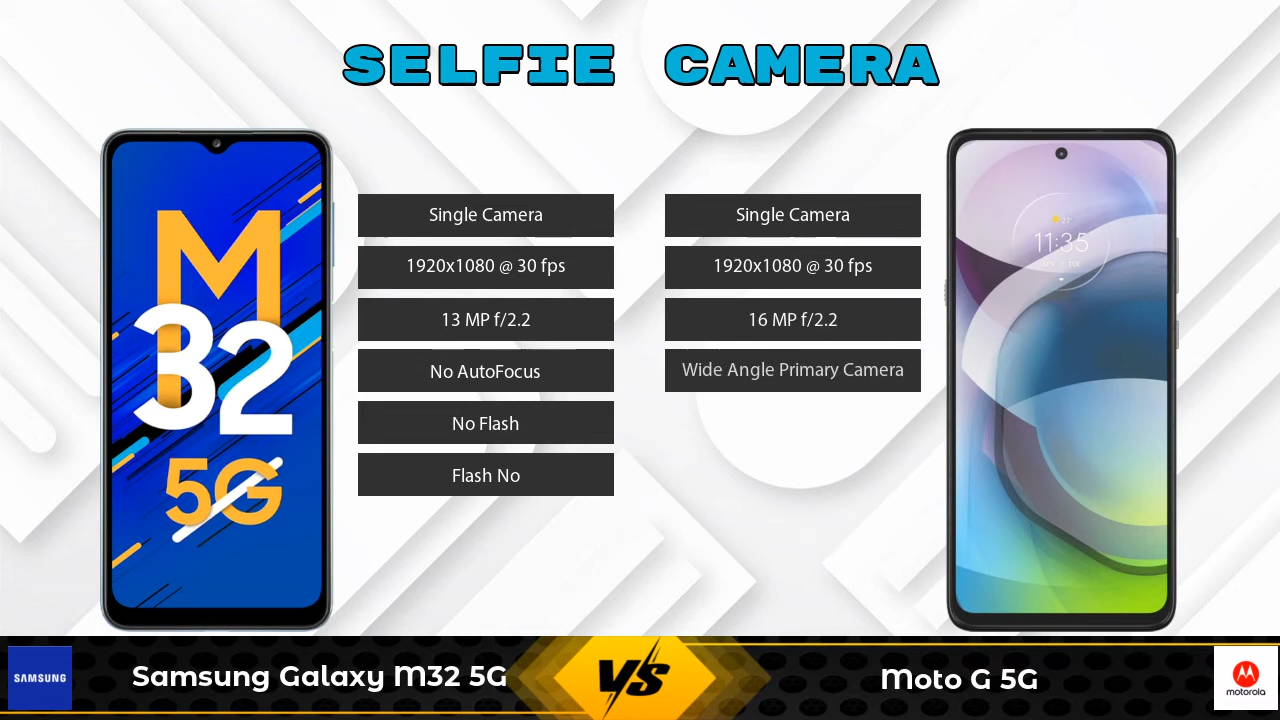 SELFIE CAMERA
M
32
5G
Single Camera
1920x1080 @ 30 fps
13 MP f/2.2
No AutoFocus
No Flash
Flash No
Single Camera
1920x1080 @ 30 fps
16 MP f/2.2
Wide Angle Primary Camera
11:35
SAMSUNG
Samsung Galaxy M32 5G
VS
Moto G 5G
motorola